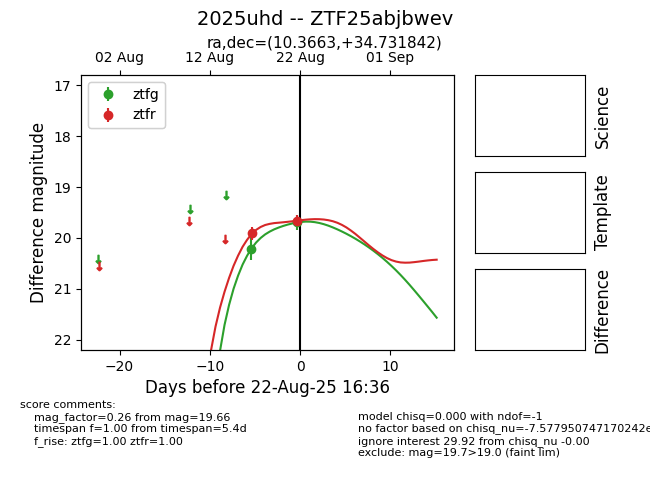 2025uhd -- ZTF25abjbwev
ra,dec=(10.3663,+34.731842)
02 Aug 12 Aug 22 Aug 01 Sep
ztfg
ztfr
17
18
19
20
21
22
Difference magnitude
−20 −10 0 10
Days before 22-Aug-25 16:36
Science
Template
Difference
score comments:
mag_factor=0.26 from mag=19.66
timespan f=1.00 from timespan=5.4d
f_rise: ztfg=1.00 ztfr=1.00
model chisq=0.000 with ndof=-1
no factor based on chisq_nu=-7.577950747170242e
ignore interest 29.92 from chisq_nu -0.00
exclude: mag=19.7>19.0 (faint lim)